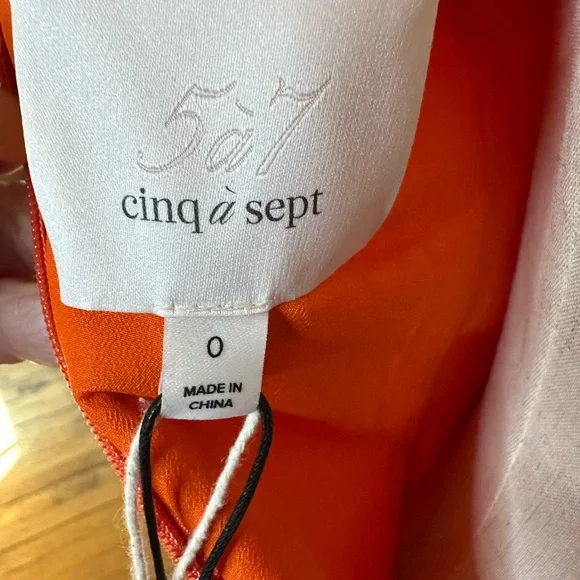 5à7
cinq à sept
0
MADE IN
CHINA